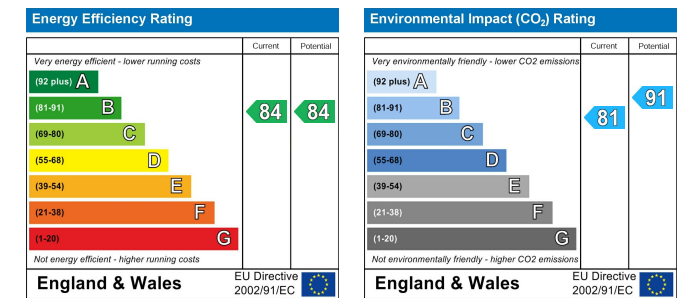 Energy Efficiency Rating
Current Potential
Very energy efficient - lower running costs
(92 plus) A
(81-91) B
84 84
(69-80) C
(55-68) D
(39-54) E
(21-38) F
(1-20) G
Not energy efficient - higher running costs
England & Wales
EU Directive
2002/91/EC
Environmental Impact (CO2) Rating
Current Potential
Very environmentally friendly - lower CO2 emissions
(92 plus) A
91
(81-91) B
81
(69-80) C
(55-68) D
(39-54) E
(21-38) F
(1-20) G
Not environmentally friendly - higher CO2 emissions
England & Wales
EU Directive
2002/91/EC